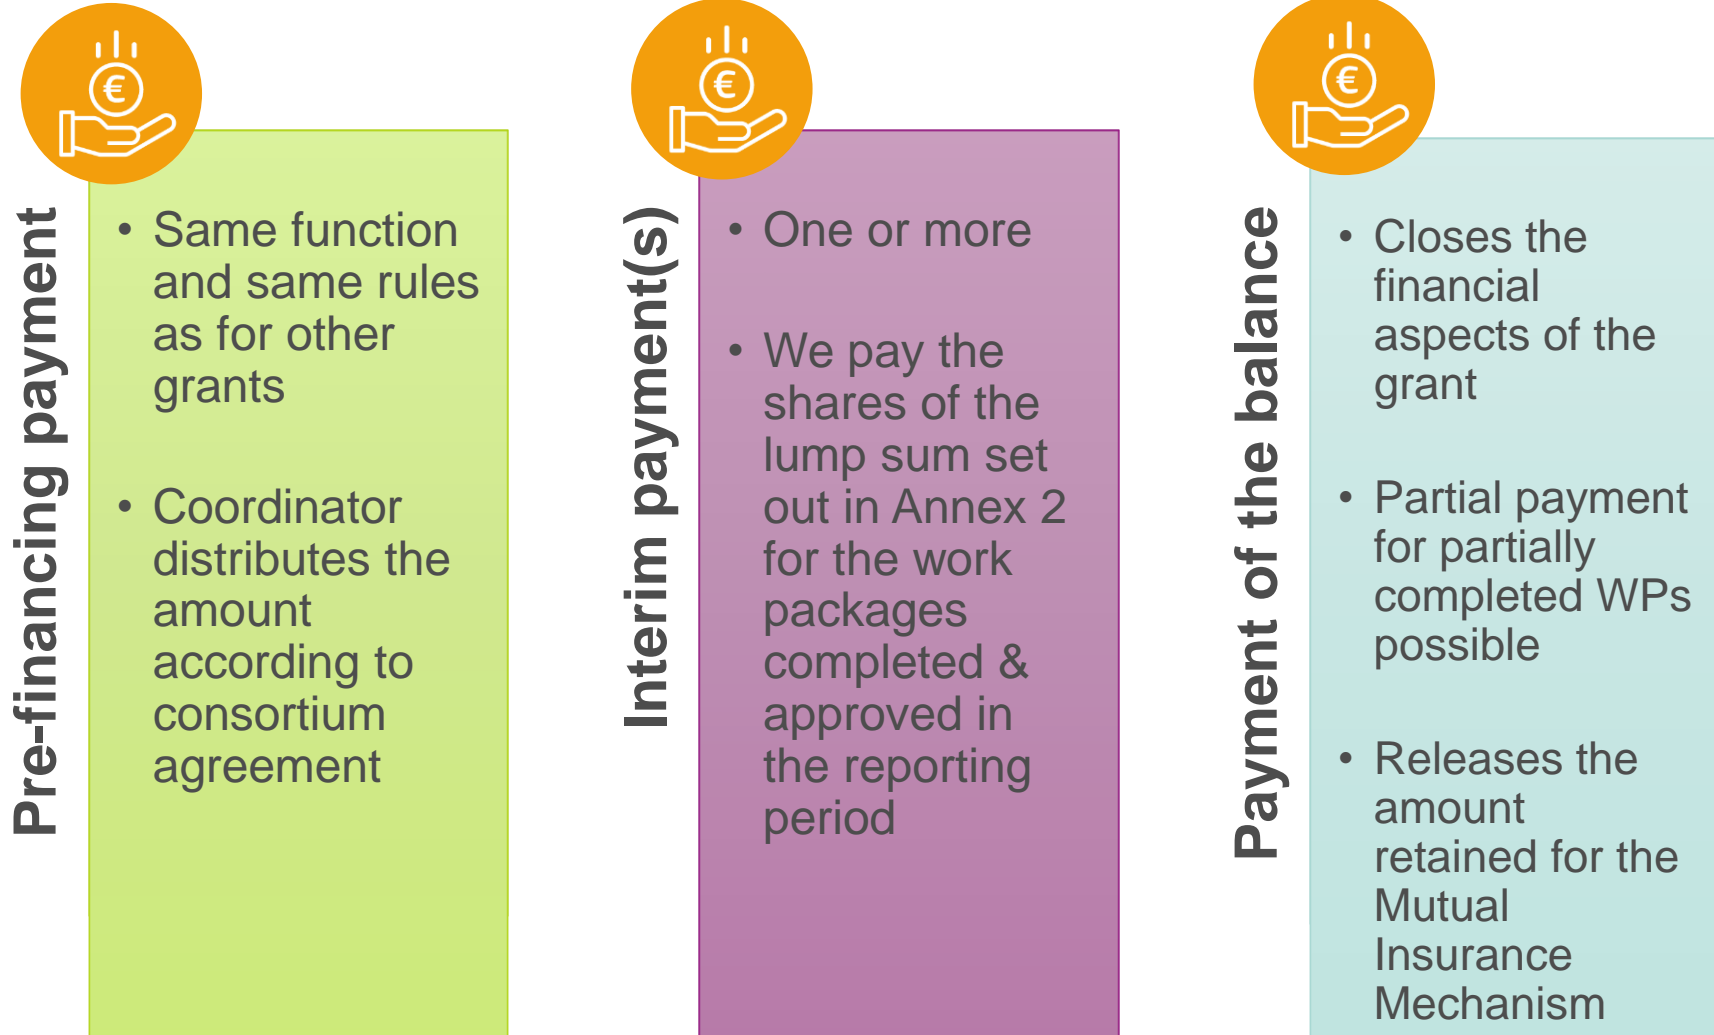 Pre-financing payment
• Same function
and same rules
as for other
grants
• Coordinator
distributes the
amount
according to
consortium
agreement
Interim payment(s)
• One or more
• We pay the
shares of the
lump sum set
out in Annex 2
for the work
packages
completed &
approved in
the reporting
period
Payment of the balance
• Closes the
financial
aspects of the
grant
• Partial payment
for partially
completed WPs
possible
• Releases the
amount
retained for the
Mutual
Insurance
Mechanism